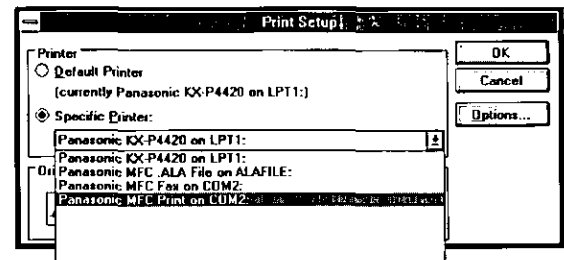 Print Setup
Printer
Default Printer
(currently Panasonic KX-P4420 on LPT1:)
Specific Printer:
Panasonic KX-P4420 on LPT1:
Panasonic KX-P4420 on LPT1:
Panasonic MFC .ALA File on ALAFILE:
Panasonic MFC Fax on COM2:
Panasonic MFC Print on COM2:
OK
Cancel
Options...